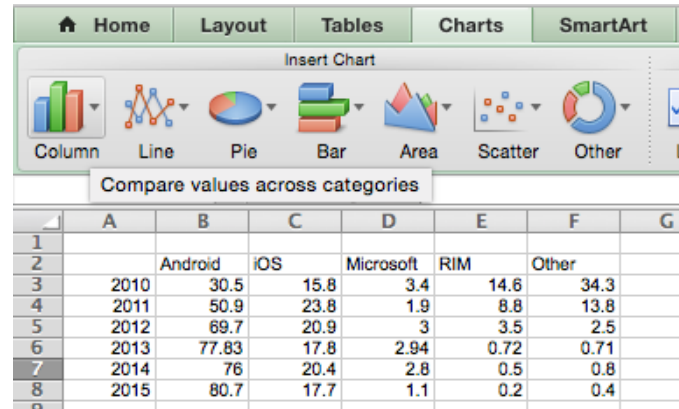 Home Layout Tables Charts SmartArt
Insert Chart
Column Line Pie Bar Area Scatter Other
Compare values across categories
A B C D E F G
1
2 Android iOS Microsoft RIM Other
3 2010 30.5 15.8 3.4 14.6 34.3
4 2011 50.9 23.8 1.9 8.8 13.8
5 2012 69.7 20.9 3 3.5 2.5
6 2013 77.83 17.8 2.94 0.72 0.71
7 2014 76 20.4 2.8 0.5 0.8
8 2015 80.7 17.7 1.1 0.2 0.4